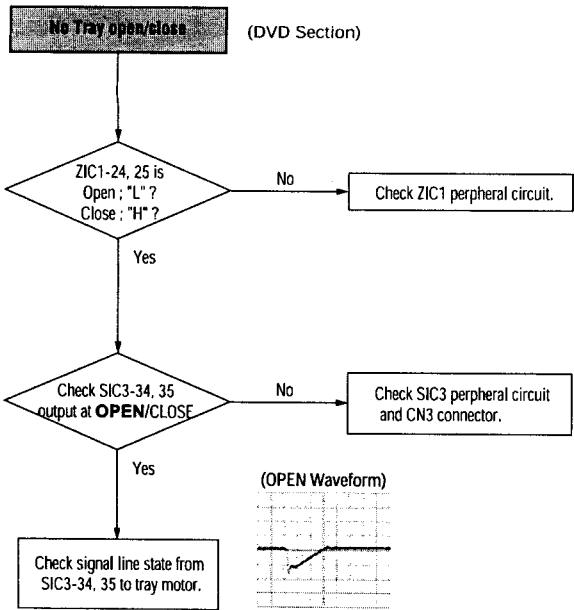 No Tray open/close
(DVD Section)
ZIC1-24, 25 is
Open ; "L" ?
Close ; "H" ?
No
Check ZIC1 perpheral circuit.
Yes
Check SIC3-34, 35
output at OPEN/CLOSE
No
Check SIC3 perpheral circuit
and CN3 connector.
Yes
(OPEN Waveform)
Check signal line state from
SIC3-34, 35 to tray motor.